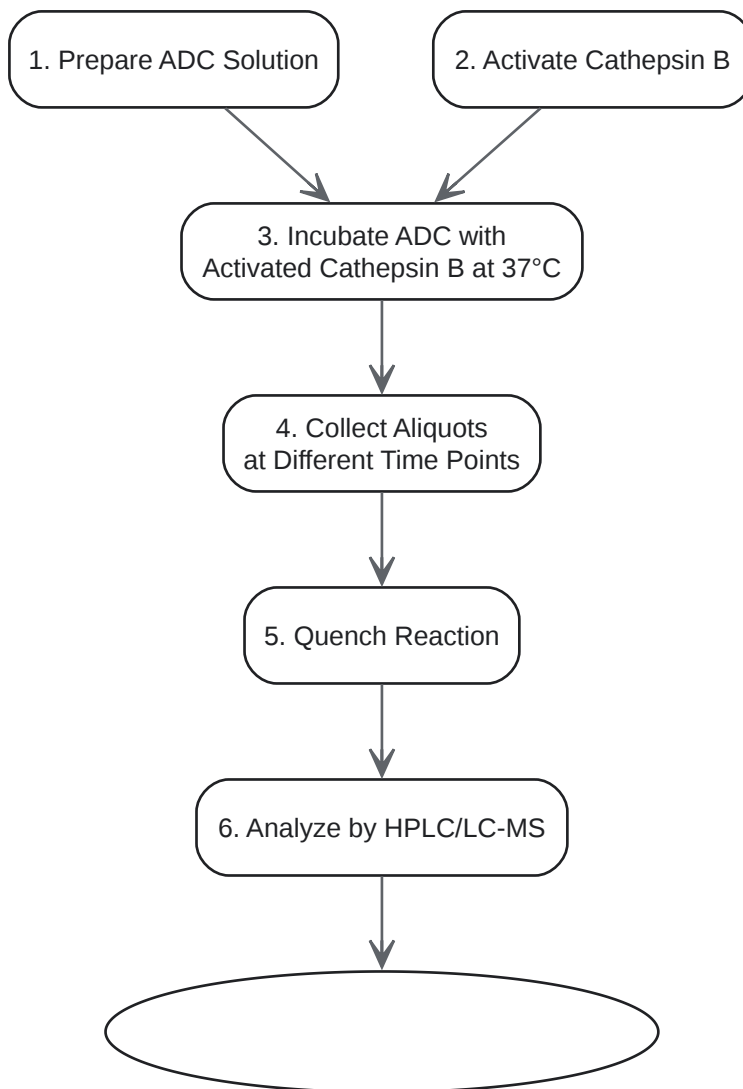 1. Prepare ADC Solution
2. Activate Cathepsin B
3. Incubate ADC with
Activated Cathepsin B at 37°C
4. Collect Aliquots
at Different Time Points
5. Quench Reaction
6. Analyze by HPLC/LC-MS